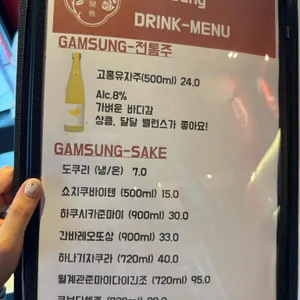 DRINK-MENU
GAMSUNG-전통주
고흥유자주(500ml) 24.0
Alc.8%
가벼운 바디감
상큼, 달달 밸런스가 좋아요!
GAMSUNG-SAKE
도쿠리 (냉/온) 7.0
쇼지쿠바이텐 (500ml) 15.0
하쿠시카준마이 (900ml) 30.0
간바레오또상 (900ml) 33.0
하나기자쿠라 (720ml) 40.0
월계관준마이다이긴조 (720ml) 95.0